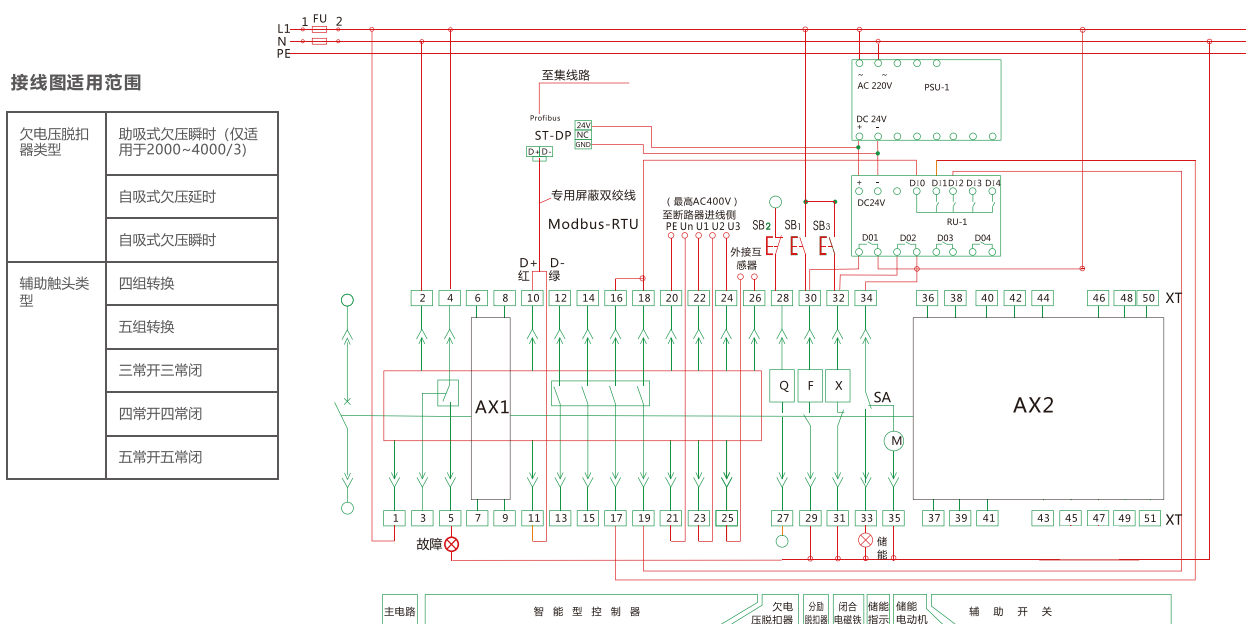 L1 1 FU 2
N
PE
接线图适用范围
欠电压脱扣
器类型
助吸式欠压瞬时（仅适
用于2000~4000/3)
自吸式欠压延时
自吸式欠压瞬时
辅助触头类
型
四组转换
五组转换
三常开三常闭
四常开四常闭
五常开五常闭
至集线路
Profibus
ST-DP
24V
NC
GND
D+ D-
专用屏蔽双绞线
Modbus-RTU
D+ D-
红 绿
（最高AC400V）
至断路器进线侧
PE Un U1 U2 U3
外接互
感器
SB2 SB1 SB3
~ ~
AC 220V PSU-1
DC 24V
+ -
+ - DI0 DI1 DI2 DI3 DI4
DC24V
RU-1
D01 D02 D03 D04
2 4 6 8 10 12 14 16 18 20 22 24 26 28 30 32 34 36 38 40 42 44 46 48 50 XT
AX1
Q F X
SA
M
AX2
1 3 5 7 9 11 13 15 17 19 21 23 25 27 29 31 33 35 37 39 41 43 45 47 49 51 XT
故障
储
能
主电路
智能型控制器
欠电
压脱扣器
分励
脱扣器
闭合
电磁铁
储能
指示
储能
电动机
辅助开关